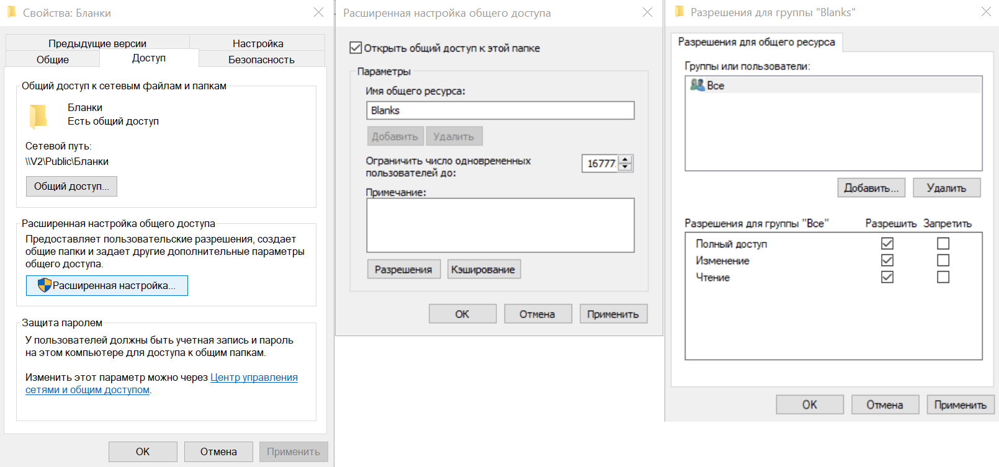 Свойства: Бланки
Предыдущие версии
Настройка
Общие
Доступ
Безопасность
Общий доступ к сетевым файлам и папкам
Бланки
Есть общий доступ
Сетевой путь:
\\V2\Public\Бланки
Общий доступ...
Расширенная настройка общего доступа
Предоставляет пользовательские разрешения, создает
общие папки и задает другие дополнительные параметры
общего доступа.
Расширенная настройка...
Защита паролем
У пользователей должны быть учетная запись и пароль
на этом компьютере для доступа к общим папкам.
Изменить этот параметр можно через Центр управления
сетями и общим доступом.
OK
Отмена
Применить
Расширенная настройка общего доступа
Открыть общий доступ к этой папке
Параметры
Имя общего ресурса:
Blanks
Добавить
Удалить
Ограничить число одновременных
пользователей до:
16777
Примечание:
Разрешения
Кэширование
OK
Отмена
Применить
Разрешения для группы "Blanks"
Разрешения для общего ресурса
Группы или пользователи:
Все
Добавить...
Удалить
Разрешения для группы "Все"
Разрешить
Запретить
Полный доступ
Изменение
Чтение
OK
Отмена
Применить